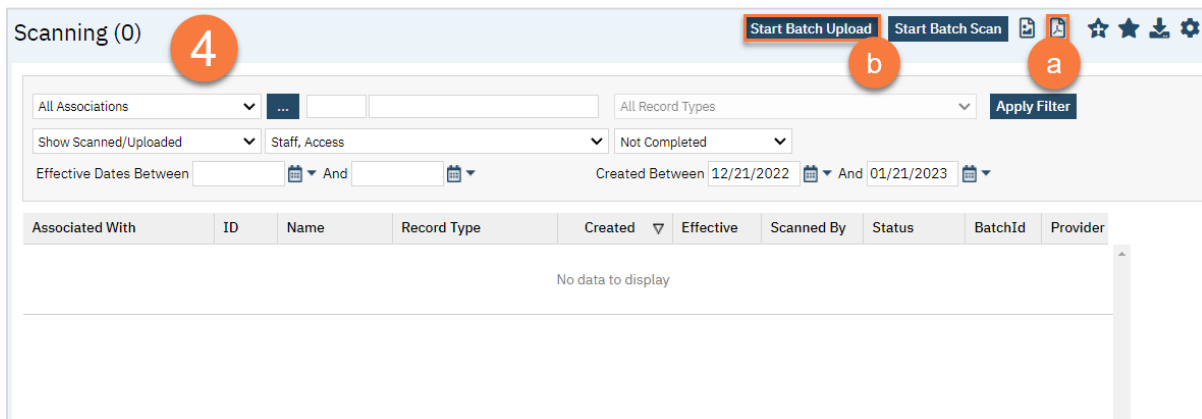 Scanning (0)
4
Start Batch Upload
Start Batch Scan
b
a
All Associations
...
All Record Types
Apply Filter
Show Scanned/Uploaded
Staff, Access
Not Completed
Effective Dates Between
And
Created Between 12/21/2022
And 01/21/2023
Associated With ID Name Record Type Created Effective Scanned By Status BatchId Provider
No data to display